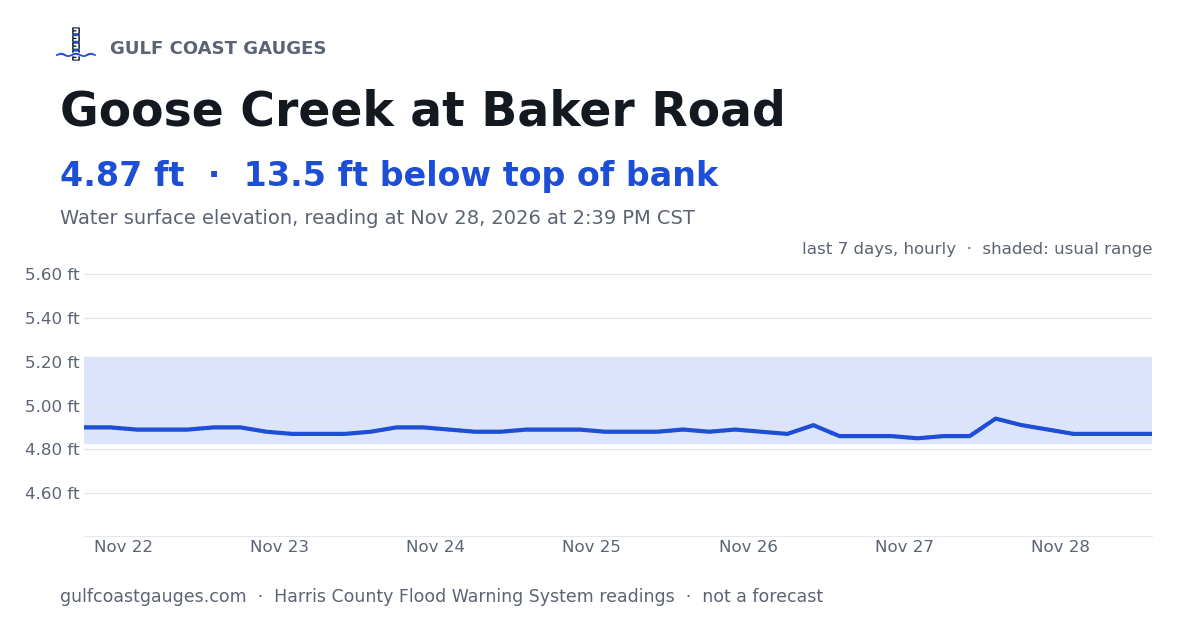 GULF COAST GAUGES
Goose Creek at Baker Road
4.87 ft · 13.5 ft below top of bank
Water surface elevation, reading at Nov 28, 2026 at 2:39 PM CST
last 7 days, hourly · shaded: usual range
5.60 ft
5.40 ft
5.20 ft
5.00 ft
4.80 ft
4.60 ft
Nov 22 Nov 23 Nov 24 Nov 25 Nov 26 Nov 27 Nov 28
gulfcoastgauges.com · Harris County Flood Warning System readings · not a forecast